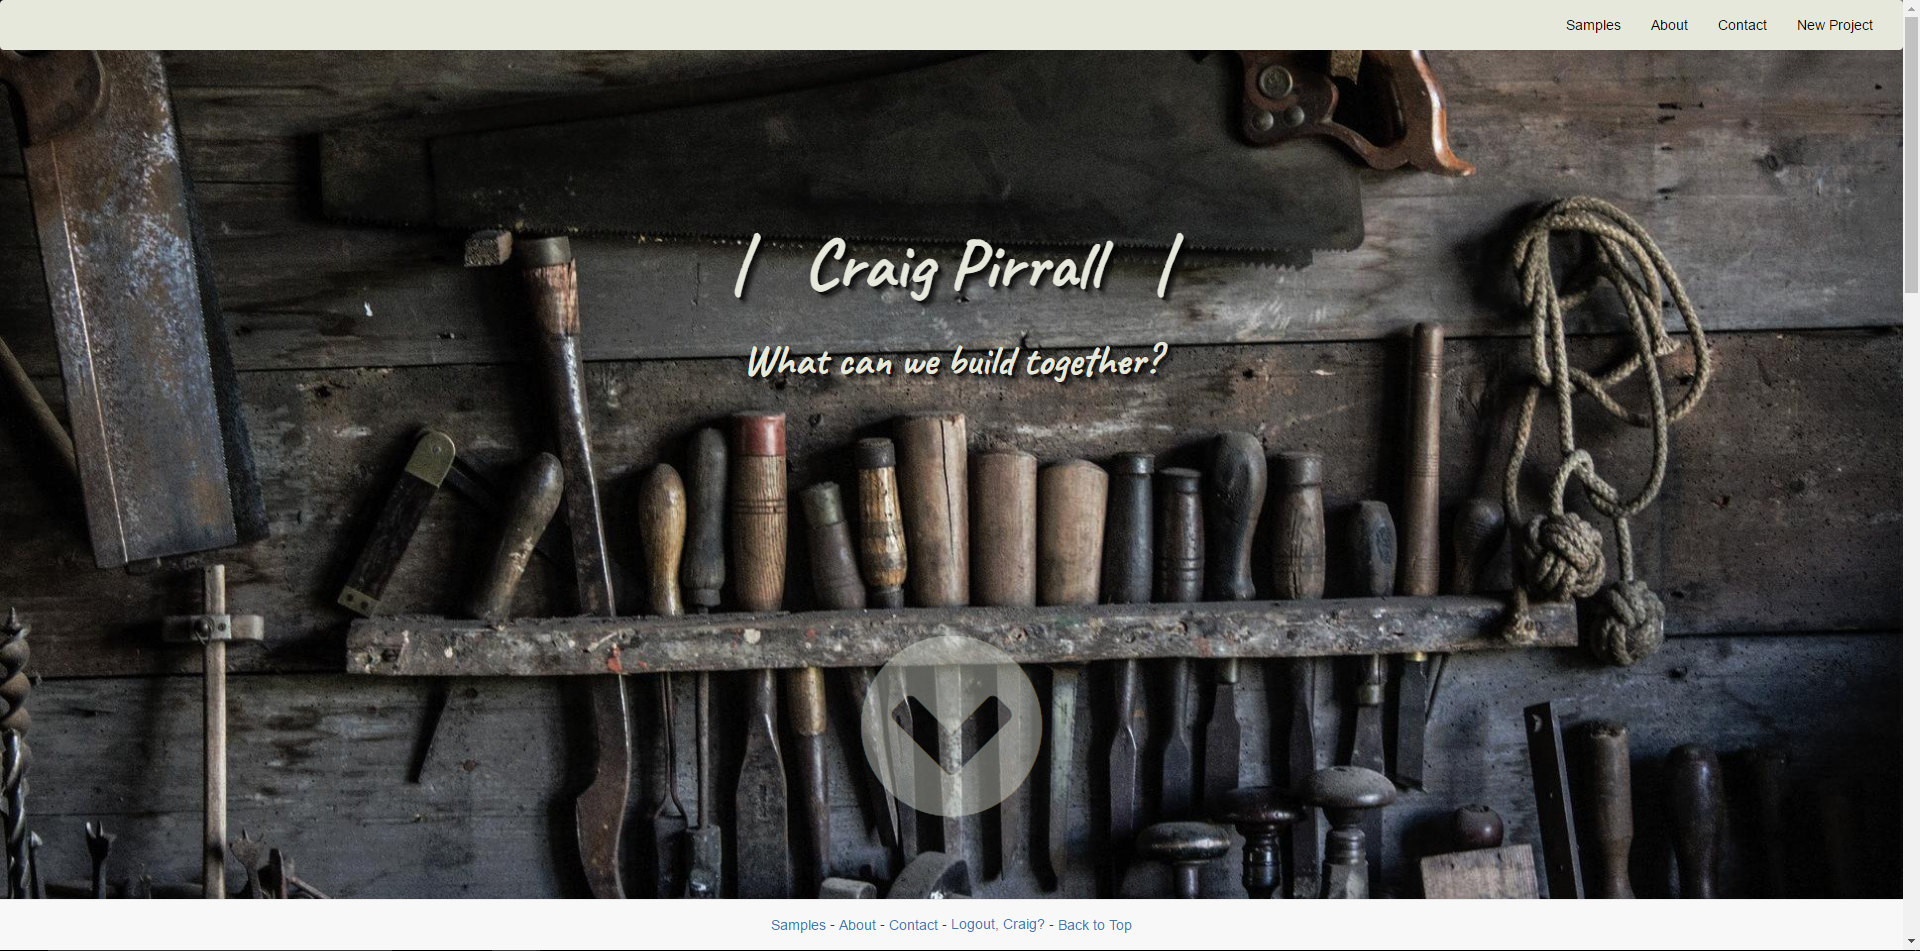 Samples About Contact New Project
| Craig Pirrall |
What can we build together?
Samples - About - Contact - Logout, Craig? - Back to Top